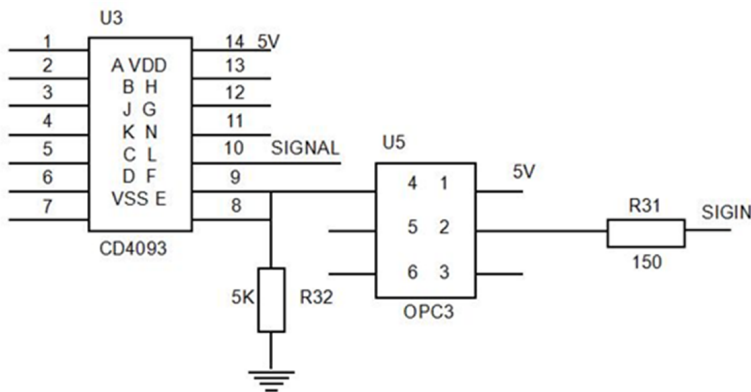 U3
1 14 5V
2 A VDD 13
3 B H 12
4 J G 11
5 K N 10 SIGNAL
6 C L 9
7 D F 8
VSS E
CD4093
U5
4 1 5V
5 2
6 3
OPC3
R31 SIGIN
150
5K R32